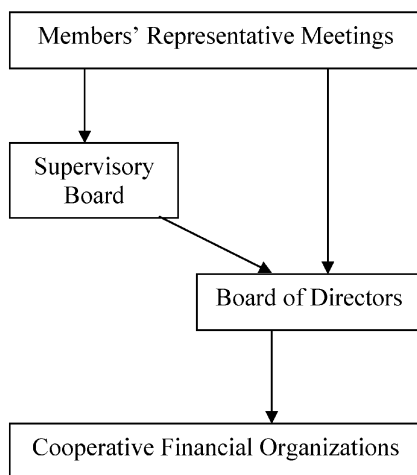 Members’ Representative Meetings
Supervisory
Board
Board of Directors
Cooperative Financial Organizations